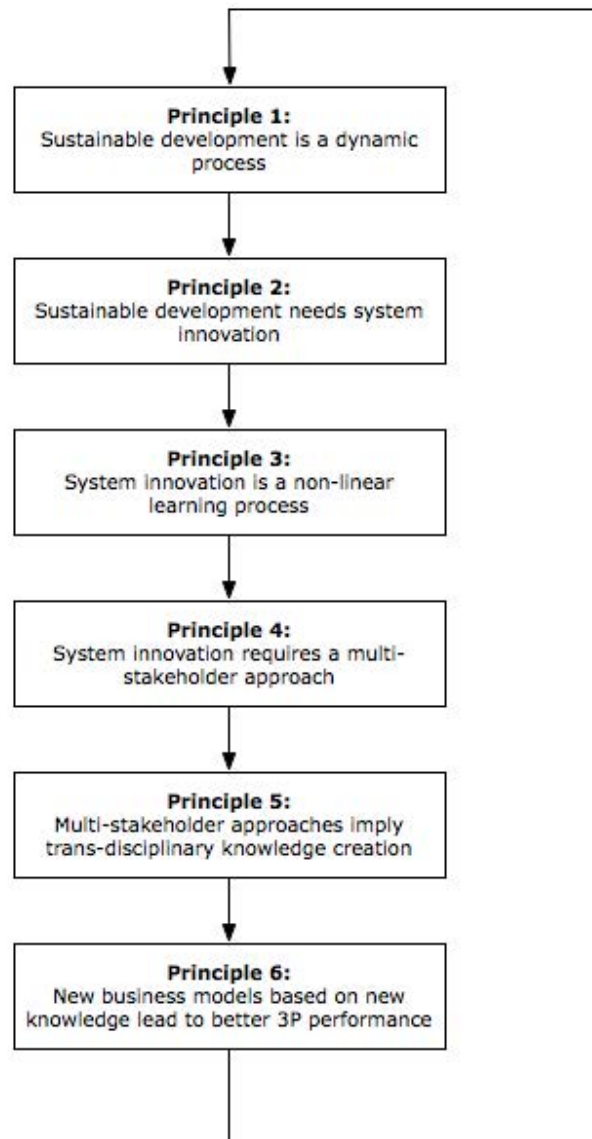 Principle 1:
Sustainable development is a dynamic
process
Principle 2:
Sustainable development needs system
innovation
Principle 3:
System innovation is a non-linear
learning process
Principle 4:
System innovation requires a multi-
stakeholder approach
Principle 5:
Multi-stakeholder approaches imply
trans-disciplinary knowledge creation
Principle 6:
New business models based on new
knowledge lead to better 3P performance